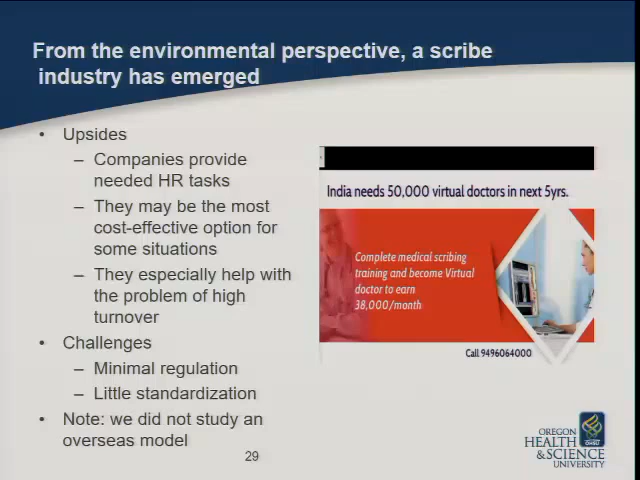 From the environmental perspective, a scribe
industry has emerged
• Upsides
– Companies provide
needed HR tasks
– They may be the most
cost-effective option for
some situations
– They especially help with
the problem of high
turnover
• Challenges
– Minimal regulation
– Little standardization
• Note: we did not study an
overseas model
India needs 50,000 virtual doctors in next 5yrs.
Complete medical scribing
training and become Virtual
doctor to earn
38,000/month
Call 9496064000
29
OREGON
HEALTH
& SCIENCE
UNIVERSITY
OHSU